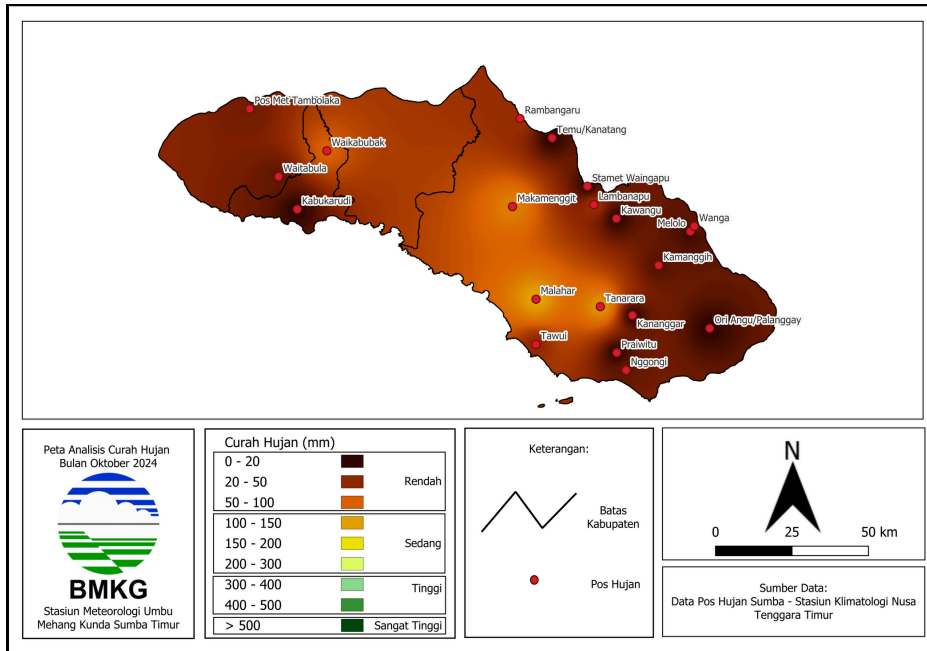 Pos Met Tambolaka
Rambangaru
Temu/Kanatang
Waikabubak
Waitabula
Stamet Waingapu
Kabukarudi
Makamenggit
Lambanapu
Kawangu
Wanga
Melolo
Kamanggih
Malahar
Tanarara
Kananggar
Ori Angu/Palanggay
Tawui
Praiwitu
Nggongi
Peta Analisis Curah Hujan
Bulan Oktober 2024
BMKG
Stasiun Meteorologi Umbu
Mehang Kunda Sumba Timur
Curah Hujan (mm)
0 - 20
20 - 50 Rendah
50 - 100
100 - 150
150 - 200 Sedang
200 - 300
300 - 400 Tinggi
400 - 500
> 500 Sangat Tinggi
Keterangan:
Batas
Kabupaten
Pos Hujan
N
0 25 50 km
Sumber Data:
Data Pos Hujan Sumba - Stasiun Klimatologi Nusa
Tenggara Timur